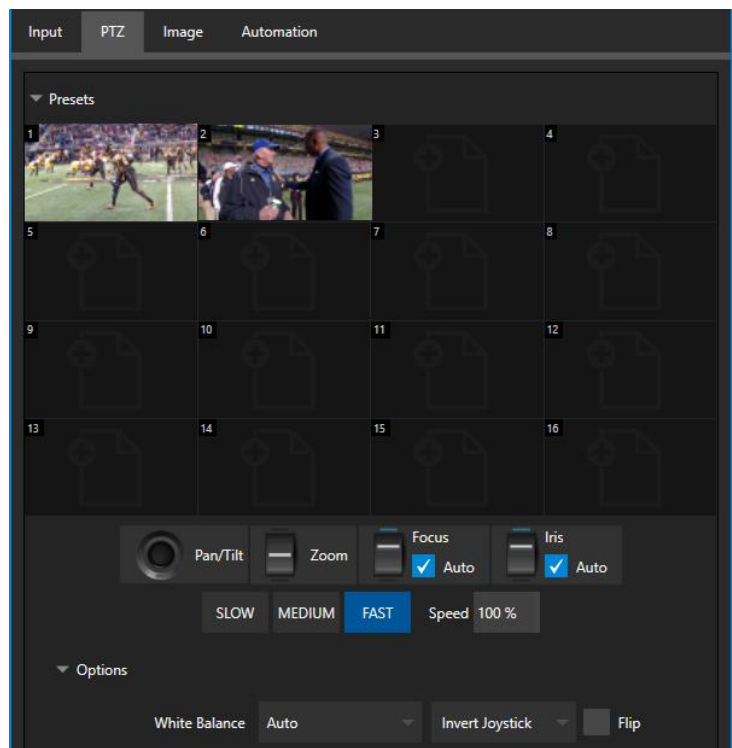 Input PTZ Image Automation
Presets
1 2 3 4
5 6 7 8
9 10 11 12
13 14 15 16
Pan/Tilt Zoom Focus Auto Iris Auto
SLOW MEDIUM FAST Speed 100 %
Options
White Balance Auto Invert Joystick Flip